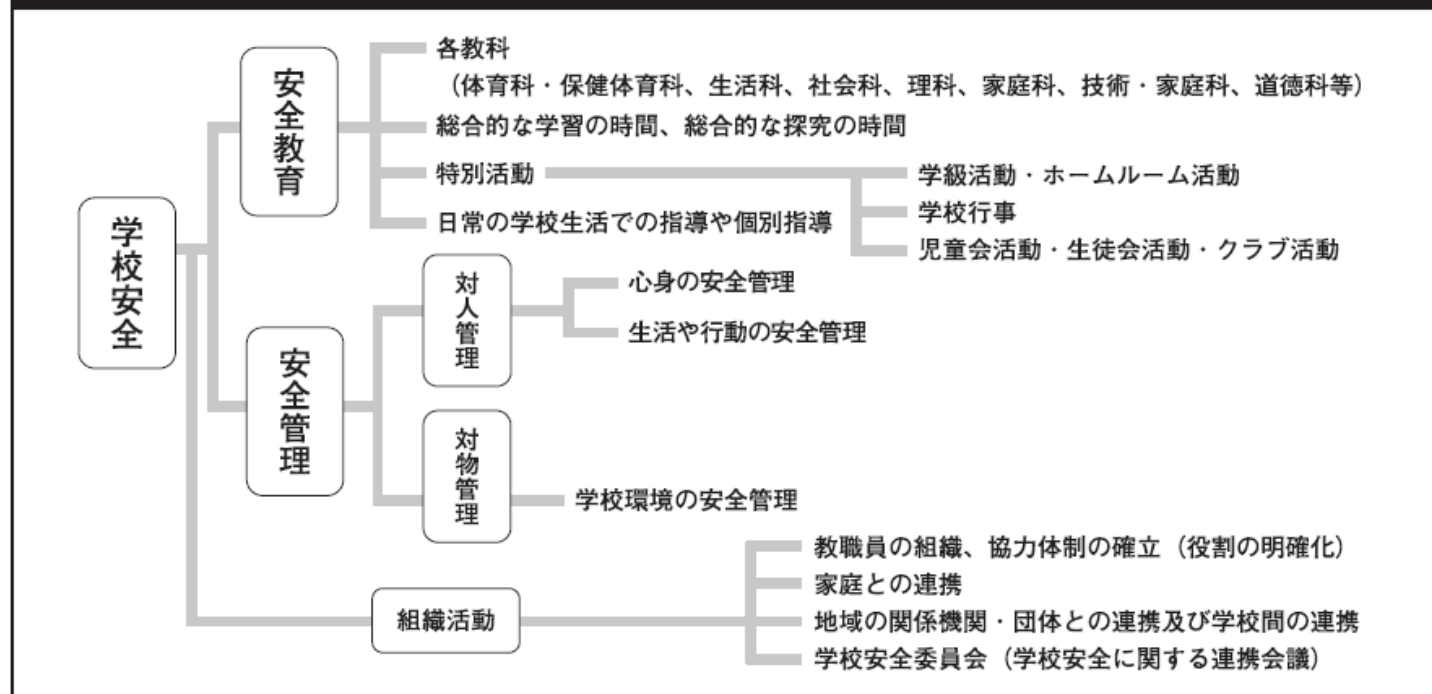 学校安全
安全教育
各教科
（体育科・保健体育科、生活科、社会科、理科、家庭科、技術・家庭科、道徳科等）
総合的な学習の時間、総合的な探究の時間
特別活動
学級活動・ホームルーム活動
学校行事
児童会活動・生徒会活動・クラブ活動
日常の学校生活での指導や個別指導
安全管理
対人管理
心身の安全管理
生活や行動の安全管理
対物管理
学校環境の安全管理
組織活動
教職員の組織、協力体制の確立（役割の明確化）
家庭との連携
地域の関係機関・団体との連携及び学校間の連携
学校安全委員会（学校安全に関する連携会議）